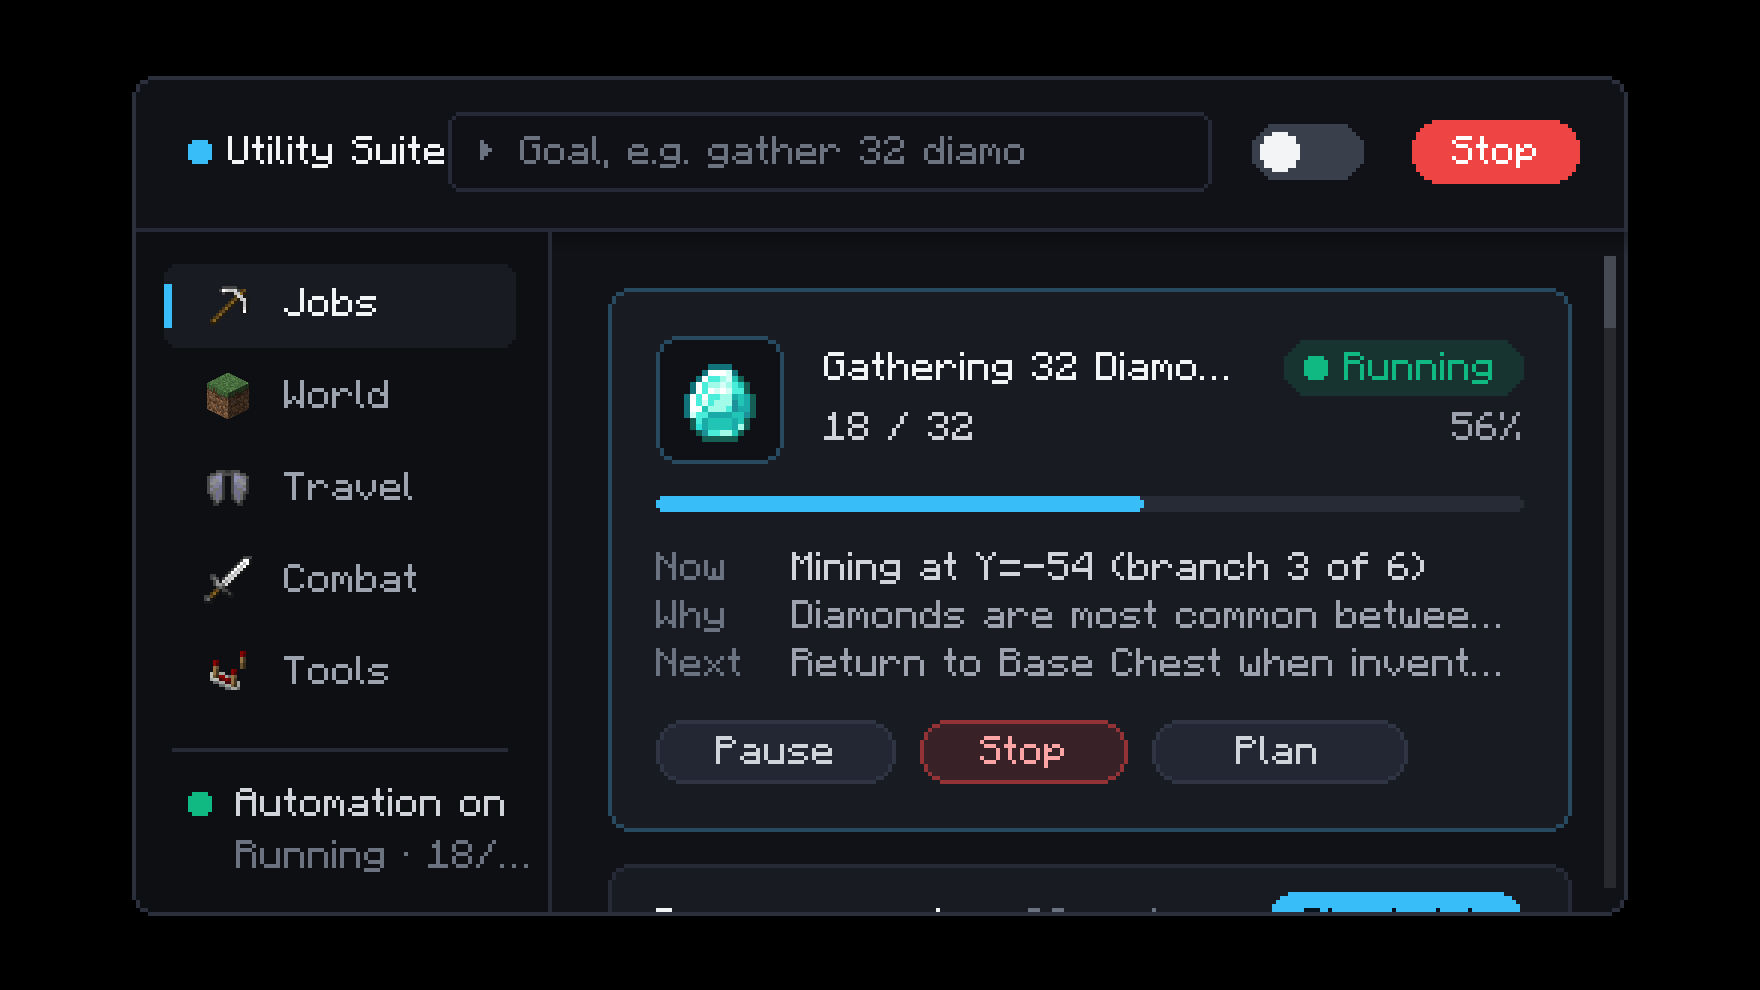 Utility Suite
Goal, e.g. gather 32 diamo
Stop
Jobs
World
Travel
Combat
Tools
Automation on
Running · 18/...
Gathering 32 Diamo...
Running
18 / 32
56%
Now Mining at Y=-54 (branch 3 of 6)
Why Diamonds are most common betwee...
Next Return to Base Chest when invent...
Pause
Stop
Plan